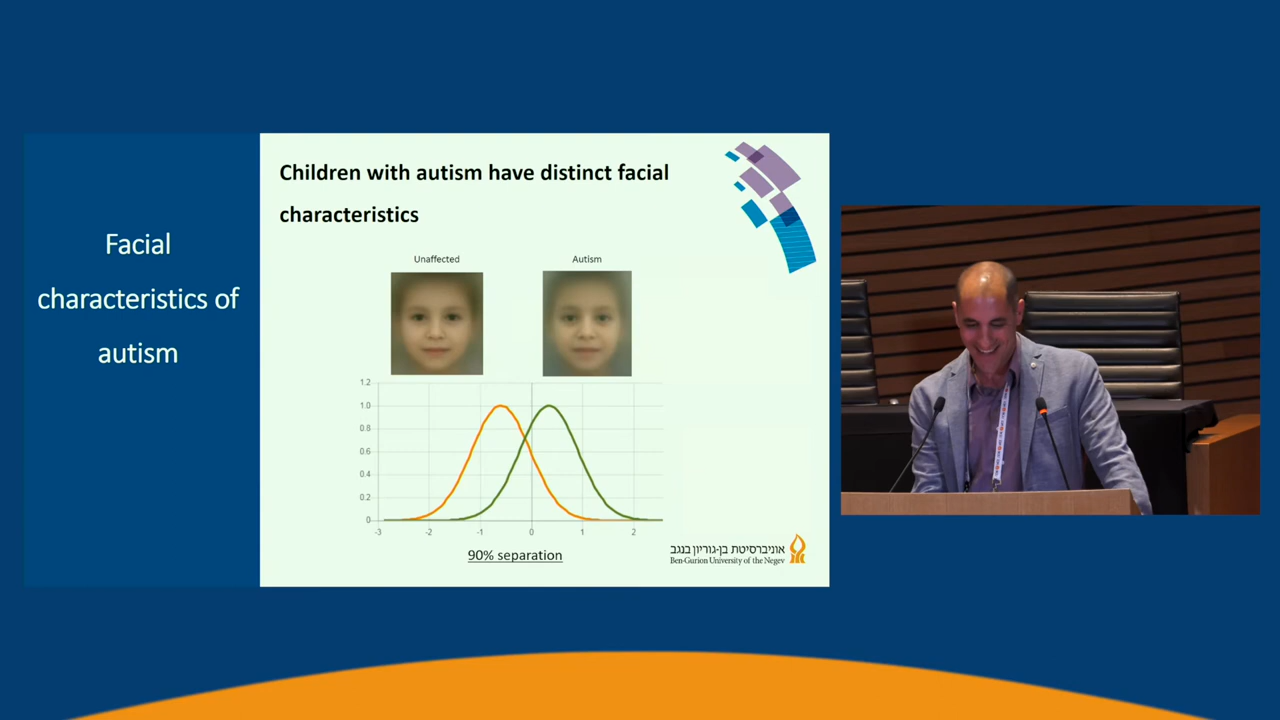 Facial
characteristics of
autism
Children with autism have distinct facial
characteristics
Unaffected
Autism
1.2
1.0
0.8
0.6
0.4
0.2
0
-3
-2
-1
0
1
2
90% separation
אוניברסיטת בן-גוריון בנגב
Ben-Gurion University of the Negev